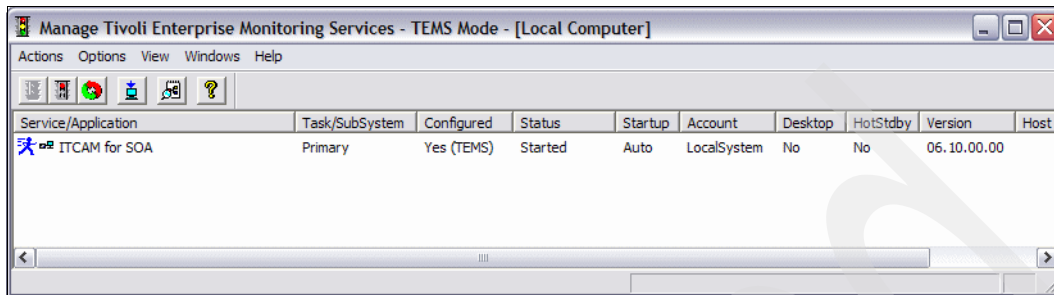 Manage Tivoli Enterprise Monitoring Services - TEMS Mode - [Local Computer]
Actions Options View Windows Help
Service/Application Task/SubSystem Configured Status Startup Account Desktop HotStdby Version Host
ITCAM for SOA Primary Yes (TEMS) Started Auto LocalSystem No No 06.10.00.00